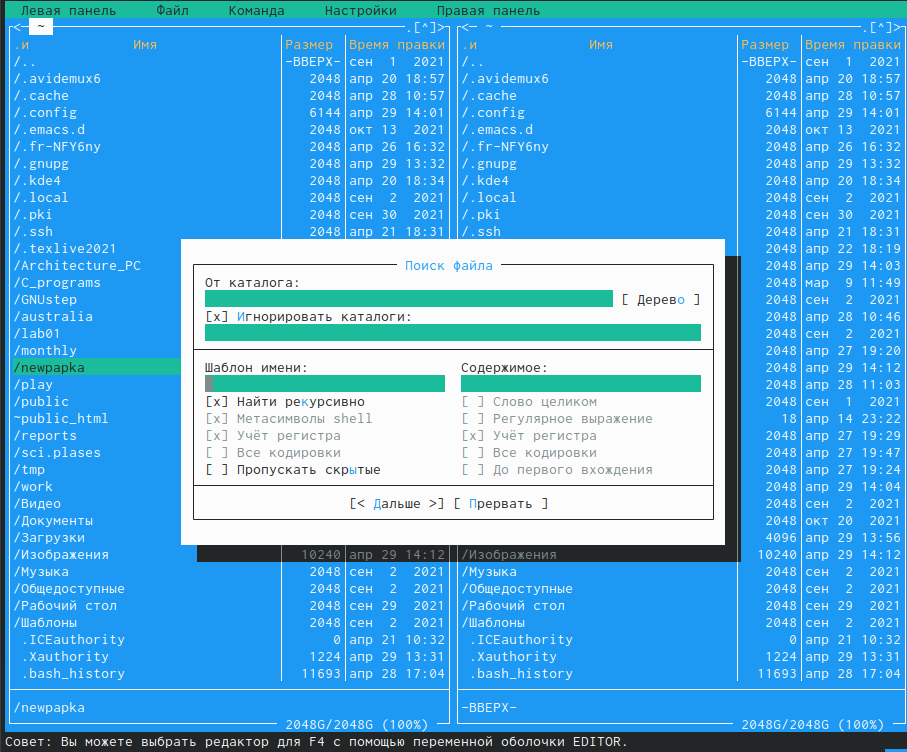 Левая панель Файл Команда Настройки Правая панель
<─ ~ .[^]> <─ ~ .[^]>
.и Имя Размер Время правки .и Имя Размер Время правки
/.. -ВВЕРХ- сен 1 2021 /.. -ВВЕРХ- сен 1 2021
/.avidemux6 2048 апр 20 18:57 /.avidemux6 2048 апр 20 18:57
/.cache 2048 апр 28 10:57 /.cache 2048 апр 28 10:57
/.config 6144 апр 29 14:01 /.config 6144 апр 29 14:01
/.emacs.d 2048 окт 13 2021 /.emacs.d 2048 окт 13 2021
/.fr-NFY6ny 2048 апр 26 16:32 /.fr-NFY6ny 2048 апр 26 16:32
/.gnupg 2048 апр 29 13:32 /.gnupg 2048 апр 29 13:32
/.kde4 2048 апр 20 18:34 /.kde4 2048 апр 20 18:34
/.local 2048 сен 2 2021 /.local 2048 сен 2 2021
/.pki 2048 сен 30 2021 /.pki 2048 сен 30 2021
/.ssh 2048 апр 21 18:31 /.ssh 2048 апр 21 18:31
/.texlive2021 2048 апр 22 18:19
/Architecture_PC Поиск файла 2048 апр 29 14:03
/C_programs От каталога: 2048 мар 9 11:49
/GNUstep [ Дерево ] 2048 сен 2 2021
/australia [x] Игнорировать каталоги: 2048 апр 28 10:46
/lab01 2048 сен 2 2021
/monthly 2048 апр 27 19:20
/newpapka Шаблон имени: Содержимое: 2048 апр 29 14:12
/play 2048 апр 28 11:03
/public [x] Найти рекурсивно [ ] Слово целиком 2048 сен 1 2021
~public_html [x] Метасимволы shell [ ] Регулярное выражение 18 апр 14 23:22
/reports [x] Учёт регистра [x] Учёт регистра 2048 апр 27 19:29
/sci.plases [ ] Все кодировки [ ] Все кодировки 2048 апр 27 19:47
/tmp [ ] Пропускать скрытые [ ] До первого вхождения 2048 апр 27 19:24
/work 2048 апр 29 14:04
/Видео [< Дальше >] [ Прервать ] 2048 сен 2 2021
/Документы 2048 окт 20 2021
/Загрузки 4096 апр 29 13:56
/Изображения 10240 апр 29 14:12 /Изображения 10240 апр 29 14:12
/Музыка 2048 сен 2 2021 /Музыка 2048 сен 2 2021
/Общедоступные 2048 сен 2 2021 /Общедоступные 2048 сен 2 2021
/Рабочий стол 2048 сен 29 2021 /Рабочий стол 2048 сен 29 2021
/Шаблоны 2048 сен 2 2021 /Шаблоны 2048 сен 2 2021
.ICEauthority 0 апр 21 10:32 .ICEauthority 0 апр 21 10:32
.Xauthority 1224 апр 29 13:31 .Xauthority 1224 апр 29 13:31
.bash_history 11693 апр 28 17:04 .bash_history 11693 апр 28 17:04
/newpapka -ВВЕРХ-
2048G/2048G (100%) 2048G/2048G (100%)
Совет: Вы можете выбрать редактор для F4 с помощью переменной оболочки EDITOR.